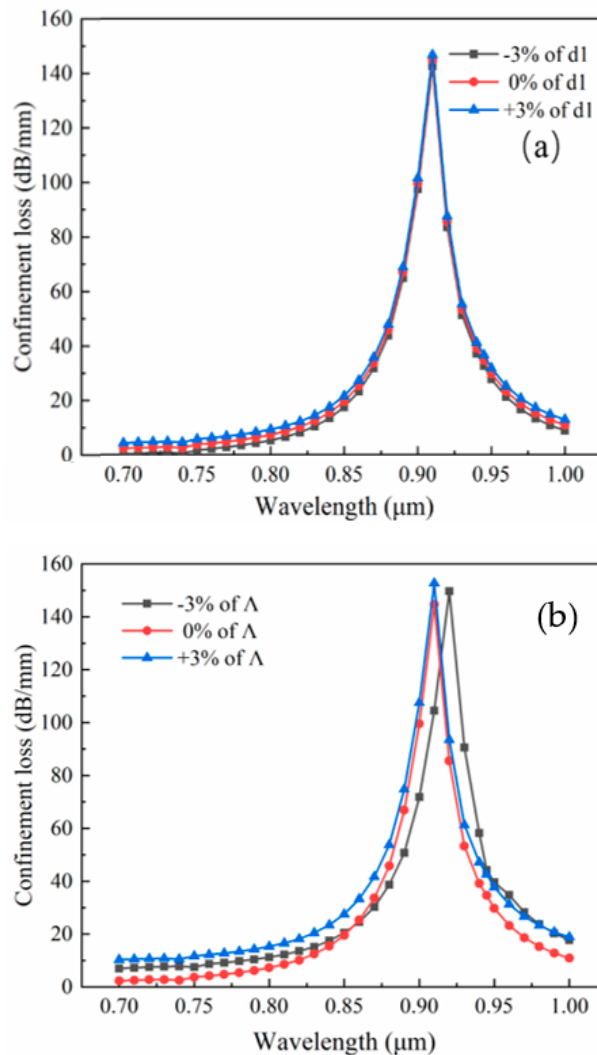 160
140
120
100
80
60
40
20
0
Confinement loss (dB/mm)
-3% of d1
0% of d1
+3% of d1
(a)
0.70 0.75 0.80 0.85 0.90 0.95 1.00
Wavelength (μm)
160
140
120
100
80
60
40
20
0
Confinement loss (dB/mm)
-3% of Λ
0% of Λ
+3% of Λ
(b)
0.70 0.75 0.80 0.85 0.90 0.95 1.00
Wavelength (μm)